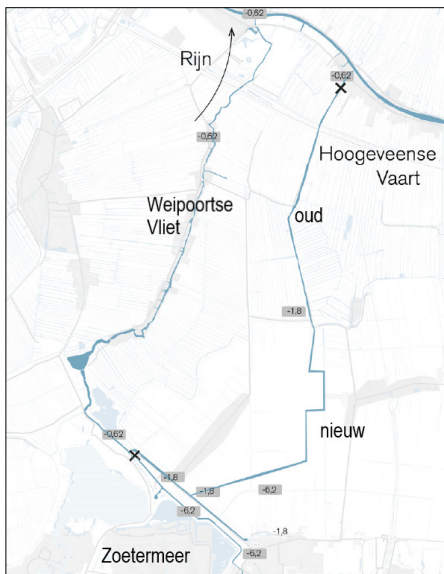 -0,62
Rijn
-0,62
-0,62
Hoogeveense
Vaart
Weipoortse
Vliet
oud
-1,8
nieuw
-0,62
-1,8
-1,8
-6,2
-6,2
-1,8
Zoetermeer
-6,2